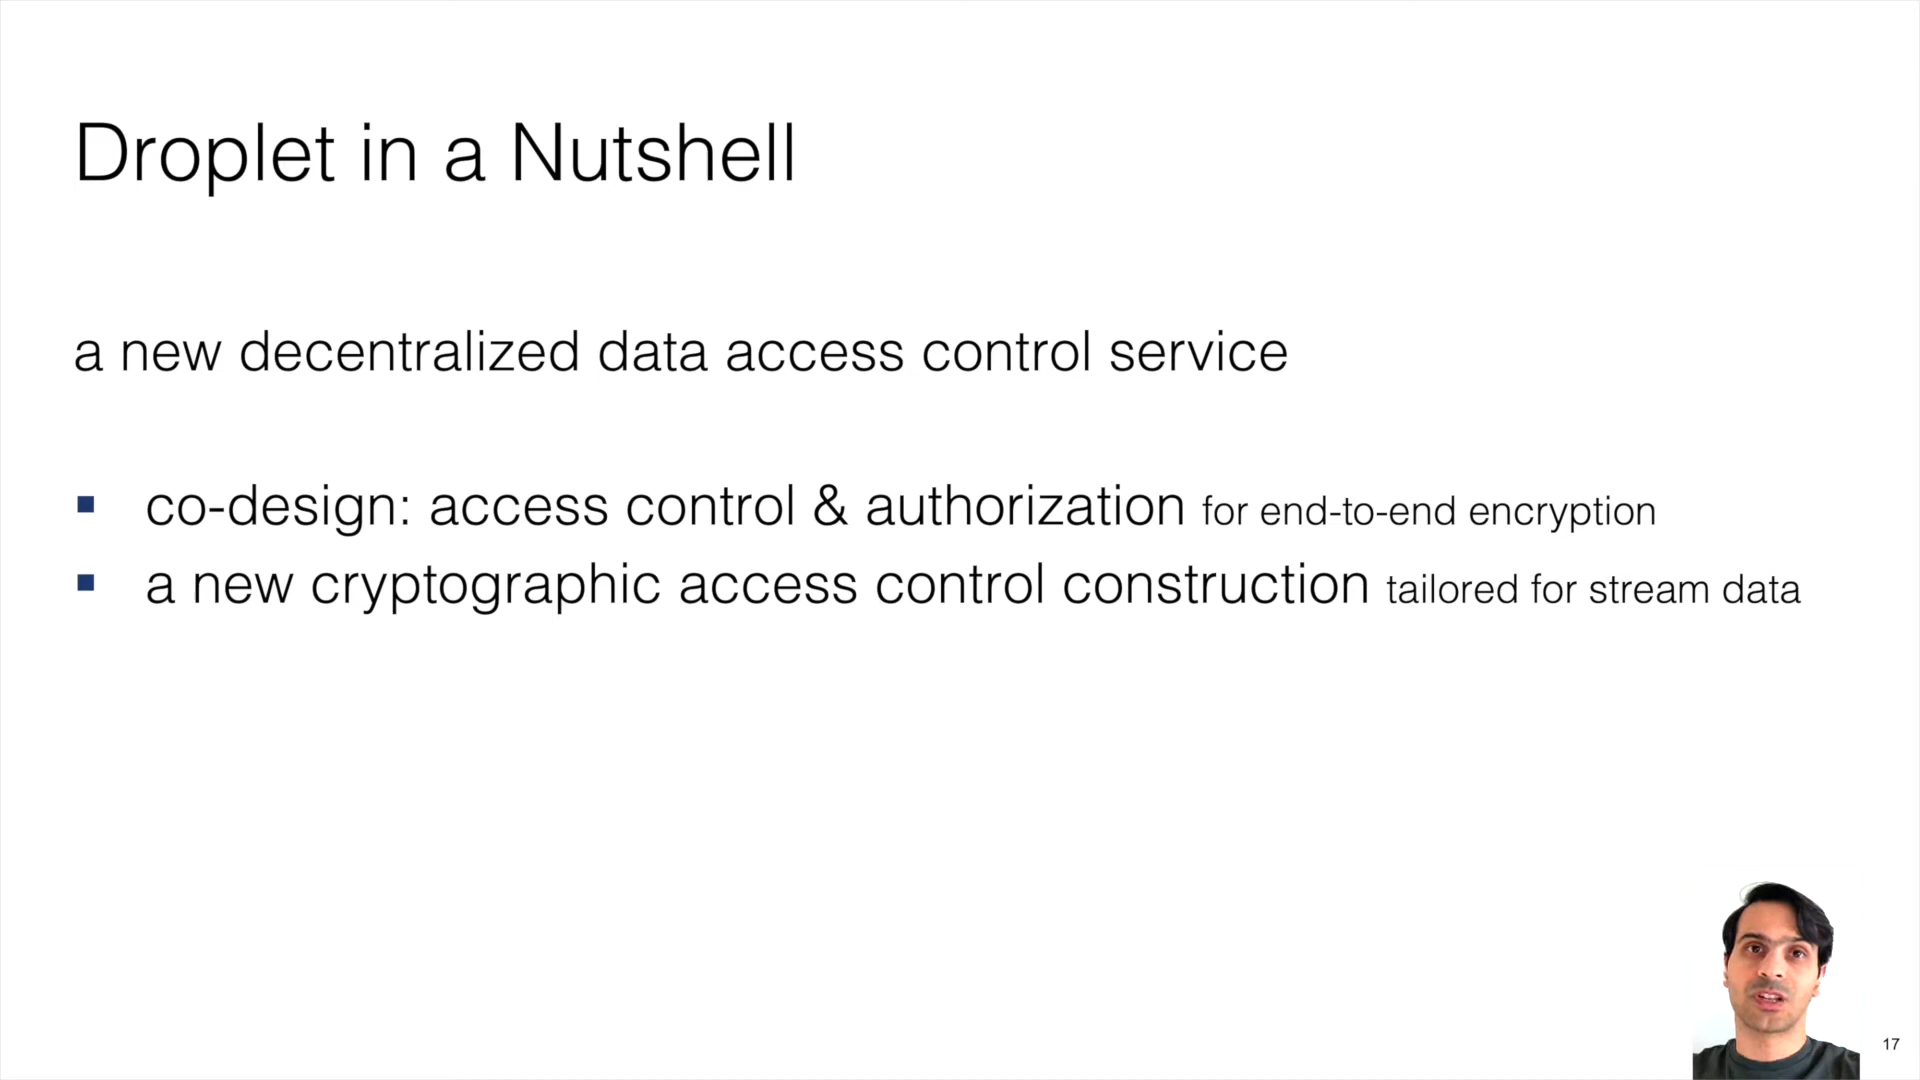 Droplet in a Nutshell
a new decentralized data access control service
▪ co-design: access control & authorization for end-to-end encryption
▪ a new cryptographic access control construction tailored for stream data
17